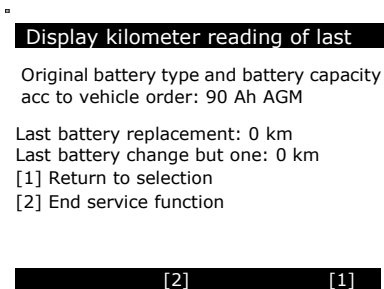 Display kilometer reading of last
Original battery type and battery capacity
acc to vehicle order: 90 Ah AGM
Last battery replacement: 0 km
Last battery change but one: 0 km
[1] Return to selection
[2] End service function
[2] [1]